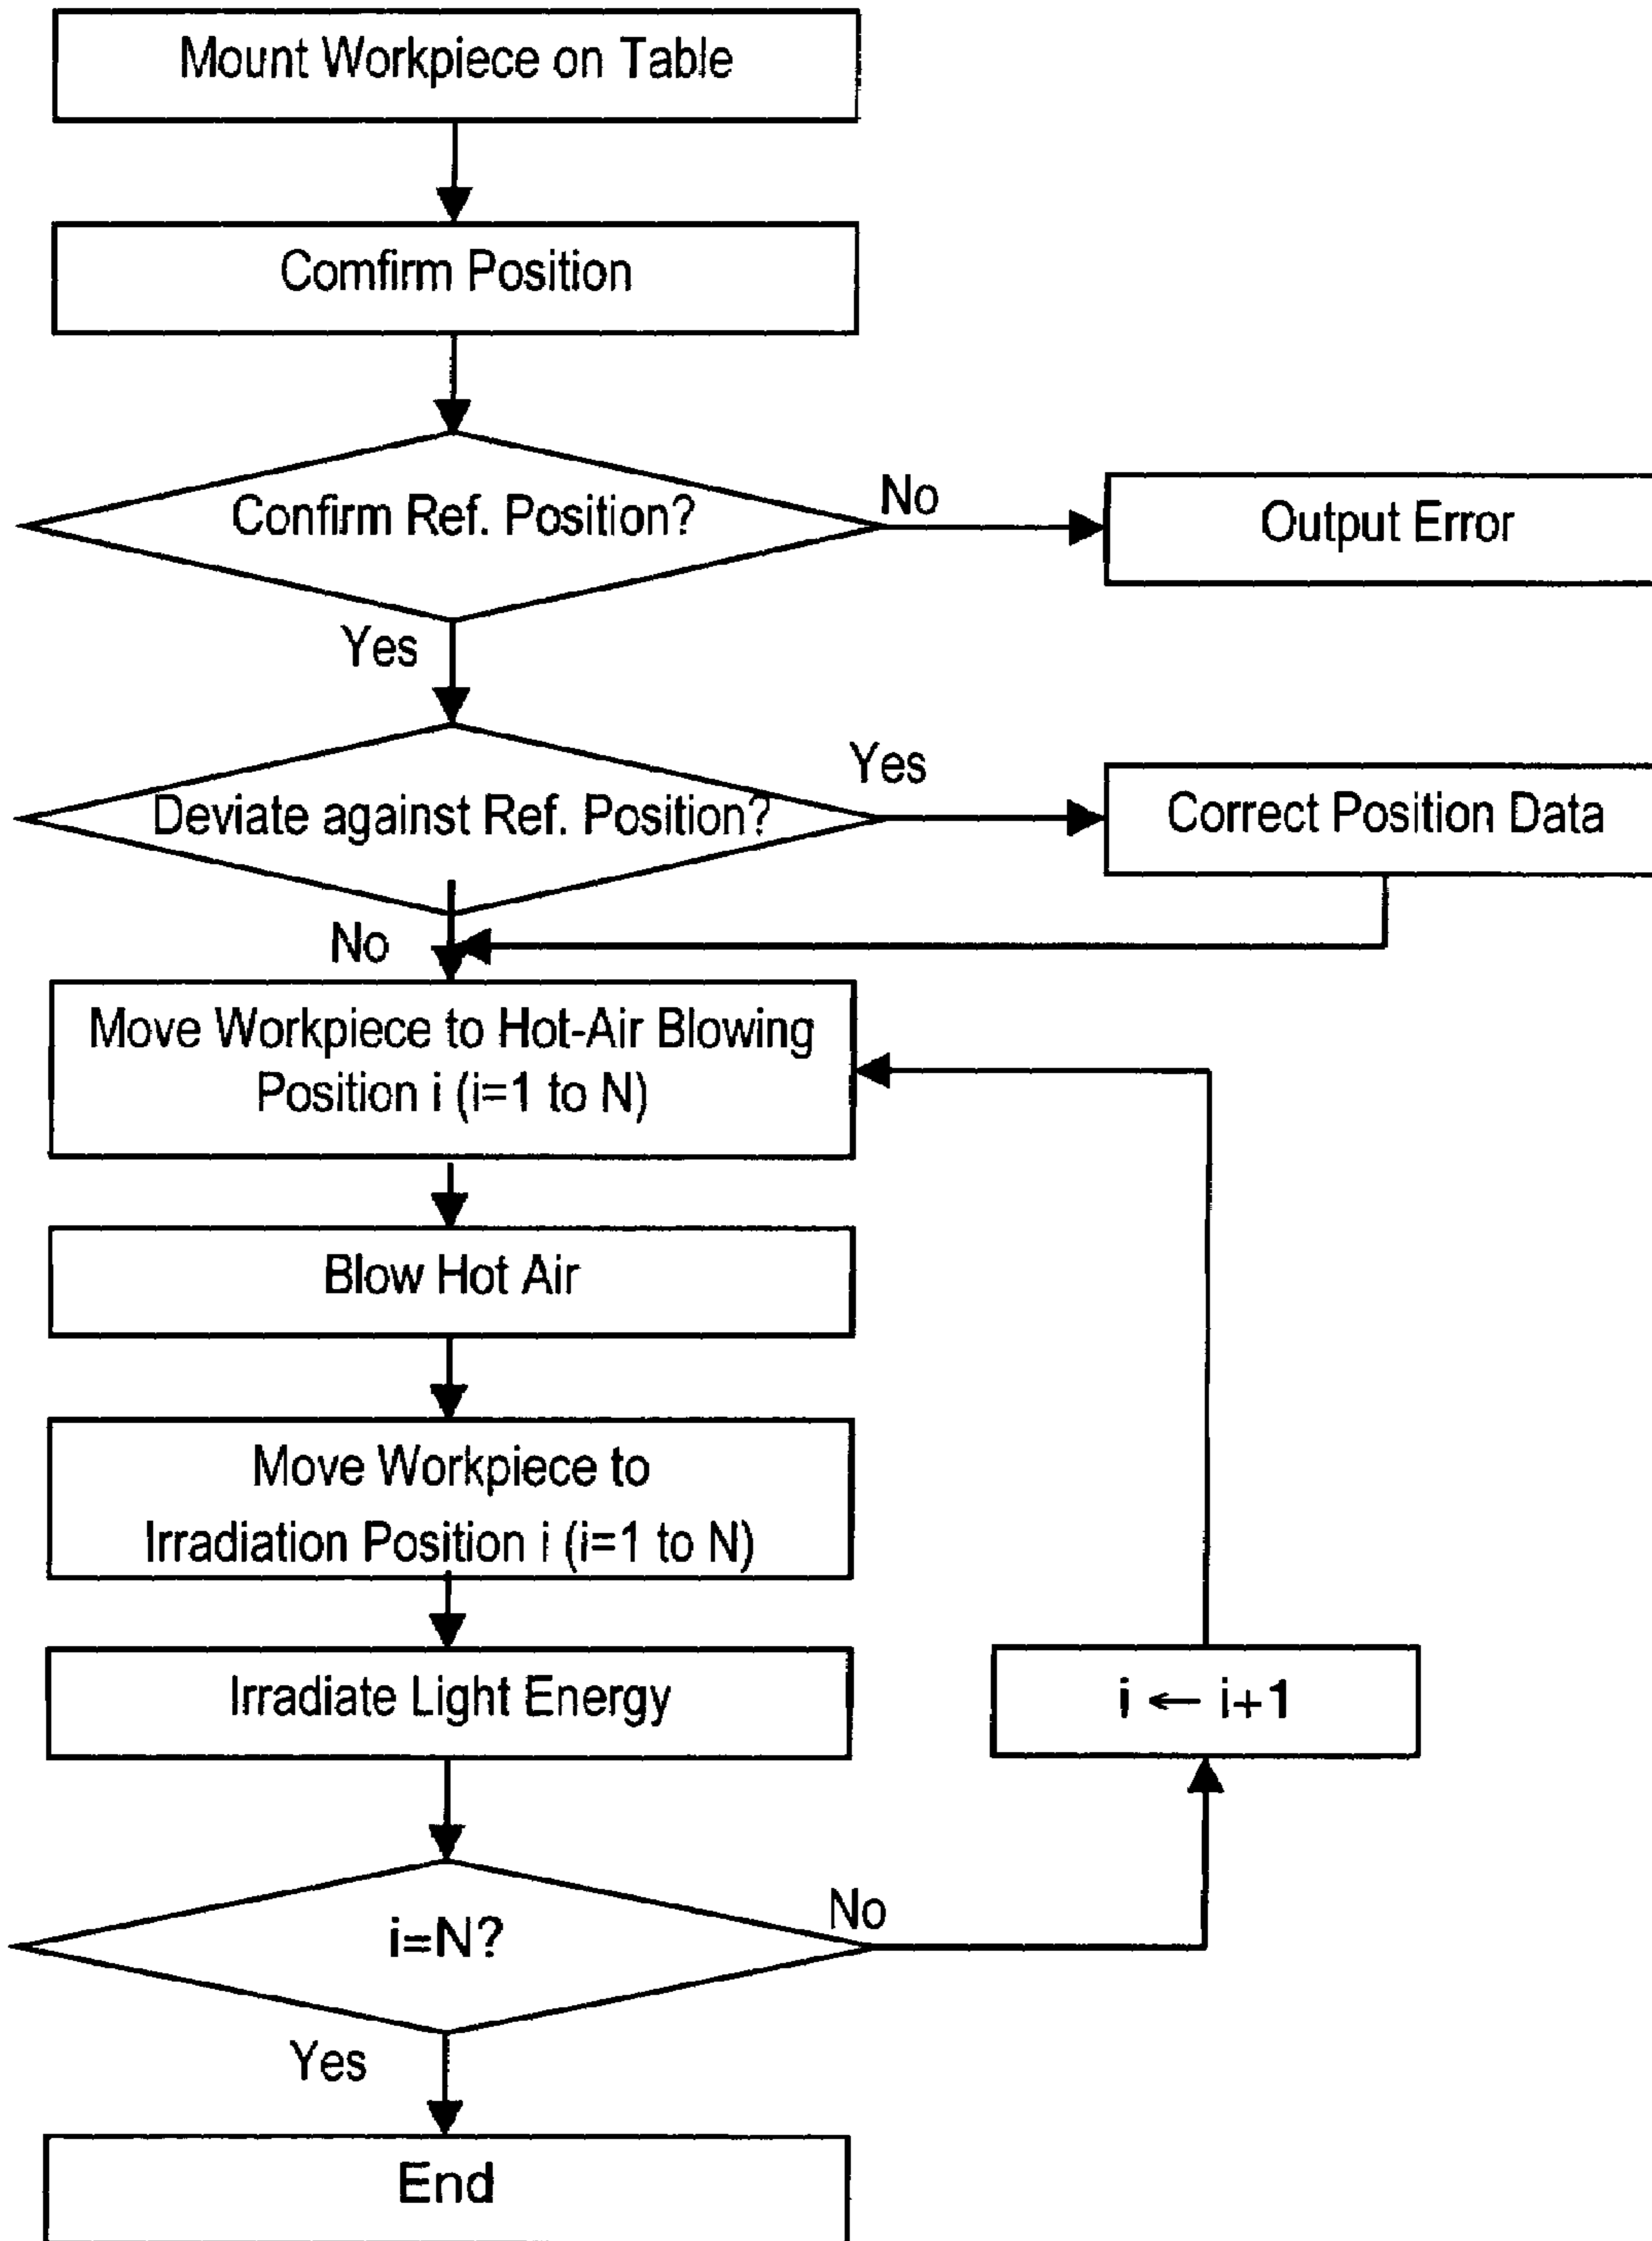 Mount Workpiece on Table
Comfirm Position
Confirm Ref. Position?
No
Output Error
Yes
Deviate against Ref. Position?
Yes
Correct Position Data
No
Move Workpiece to Hot-Air Blowing
Position i (i=1 to N)
Blow Hot Air
Move Workpiece to
Irradiation Position i (i=1 to N)
Irradiate Light Energy
i ← i+1
i=N?
No
Yes
End